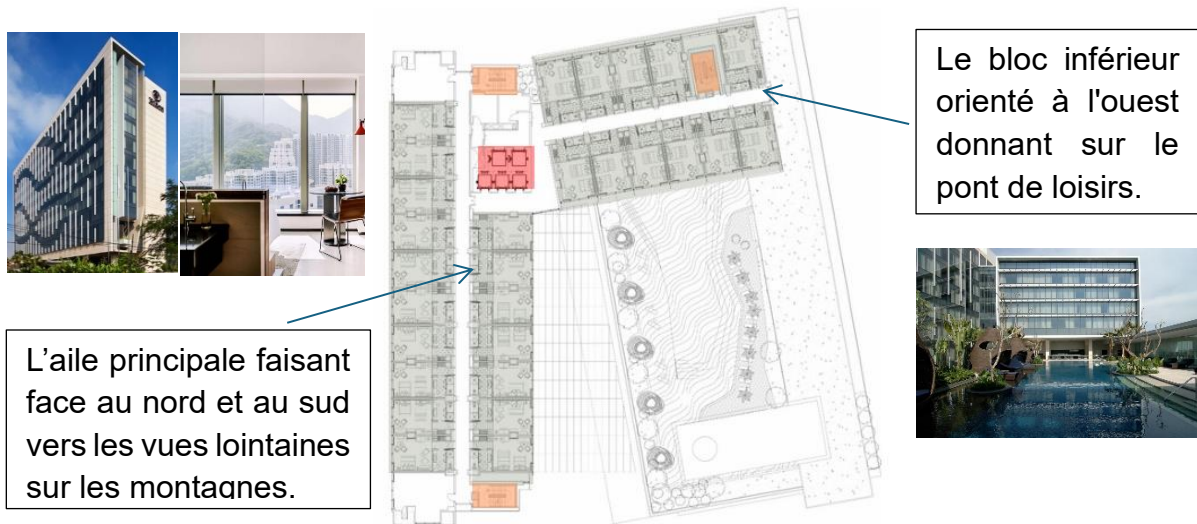 Le bloc inférieur
orienté à l'ouest
donnant sur le
pont de loisirs.
L'aile principale faisant
face au nord et au sud
vers les vues lointaines
sur les montagnes.